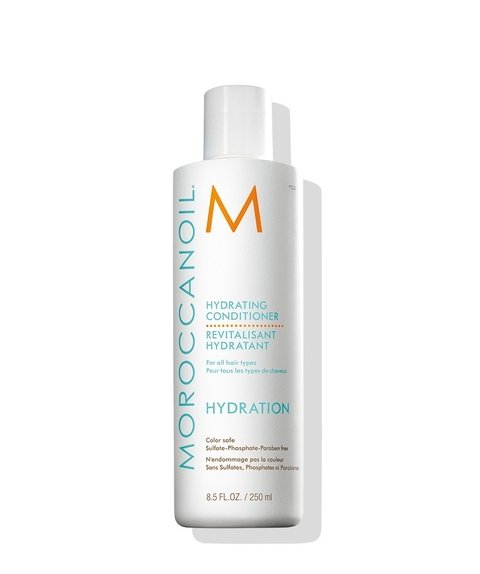 MOROCCANOIL®
M
HYDRATING
CONDITIONER
REVITALISANT
HYDRATANT
For all hair types
Pour tous les types de cheveux
HYDRATION
Color safe
Sulfate-Phosphate-Paraben free
N'endommage pas la couleur
Sans Sulfates, Phosphates ni Parabènes
8.5 FL.OZ. / 250 ml